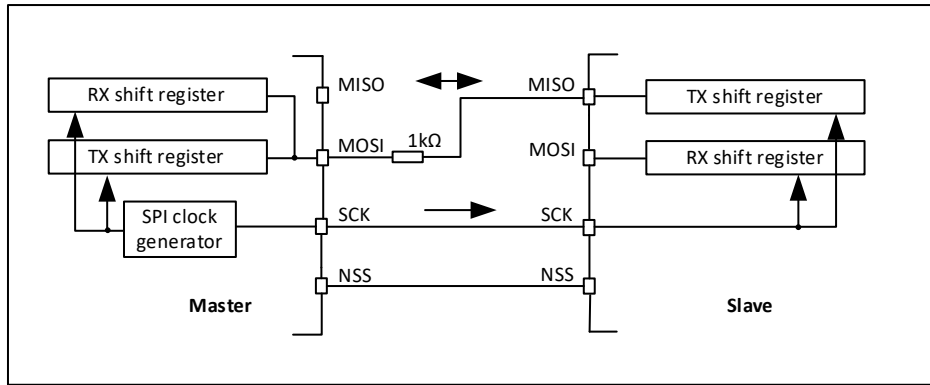 RX shift register
TX shift register
SPI clock
generator
Master
MISO
MOSI
SCK
NSS
1kΩ
MISO
MOSI
SCK
NSS
TX shift register
RX shift register
Slave